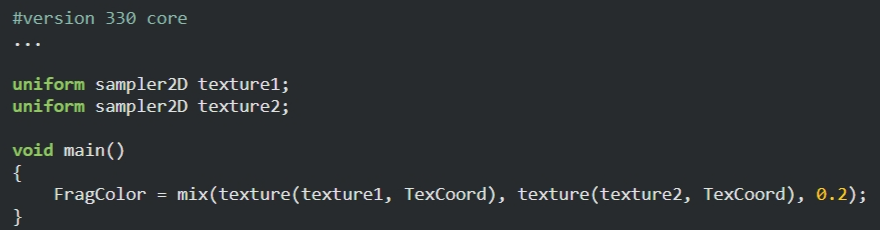 #version 330 core
...
uniform sampler2D texture1;
uniform sampler2D texture2;
void main()
{
FragColor = mix(texture(texture1, TexCoord), texture(texture2, TexCoord), 0.2);
}